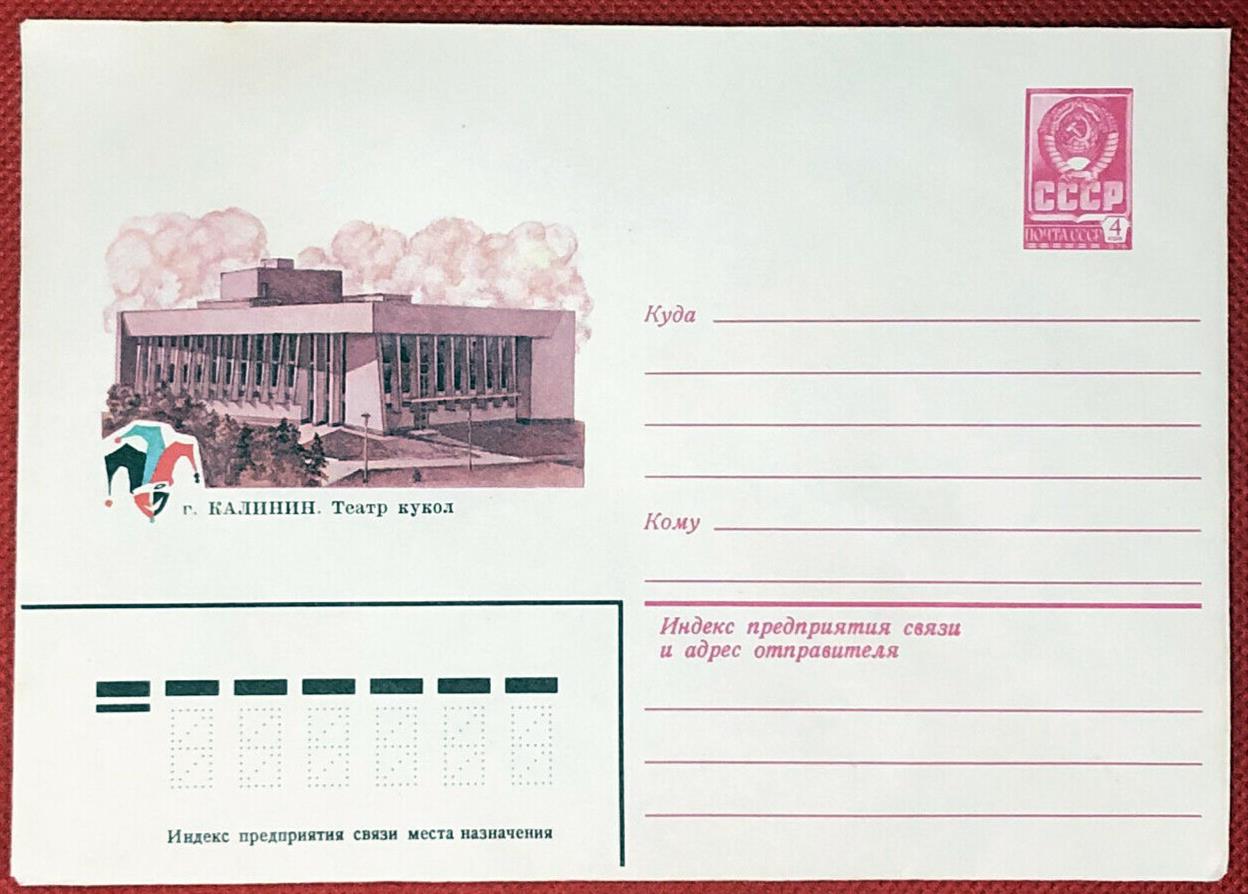 СССР
ПОЧТА СССР 4
Куда
г. КАЛИНИН. Театр кукол
Кому
Индекс предприятия связи
и адрес отправителя
Индекс предприятия связи места назначения